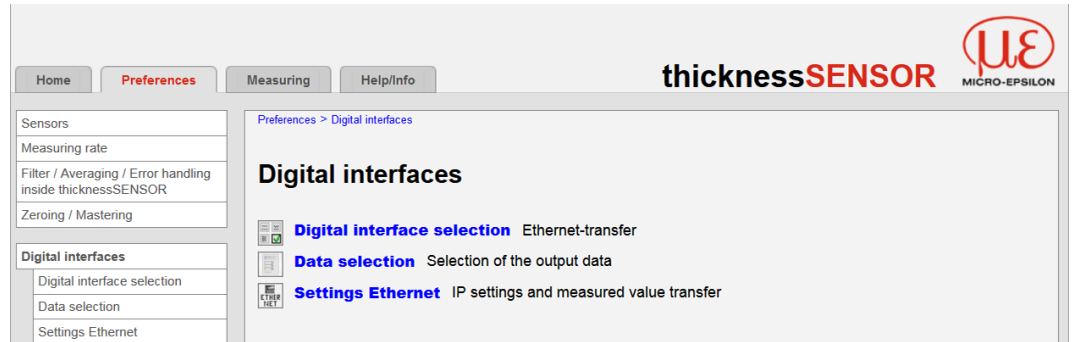 με
MICRO-EPSILON
thicknessSENSOR
Home
Preferences
Measuring
Help/Info
Sensors
Measuring rate
Filter / Averaging / Error handling
inside thicknessSENSOR
Zeroing / Mastering
Digital interfaces
Digital interface selection
Data selection
Settings Ethernet
Preferences > Digital interfaces
Digital interfaces
Digital interface selection Ethernet-transfer
Data selection Selection of the output data
ETHER
NET
Settings Ethernet IP settings and measured value transfer